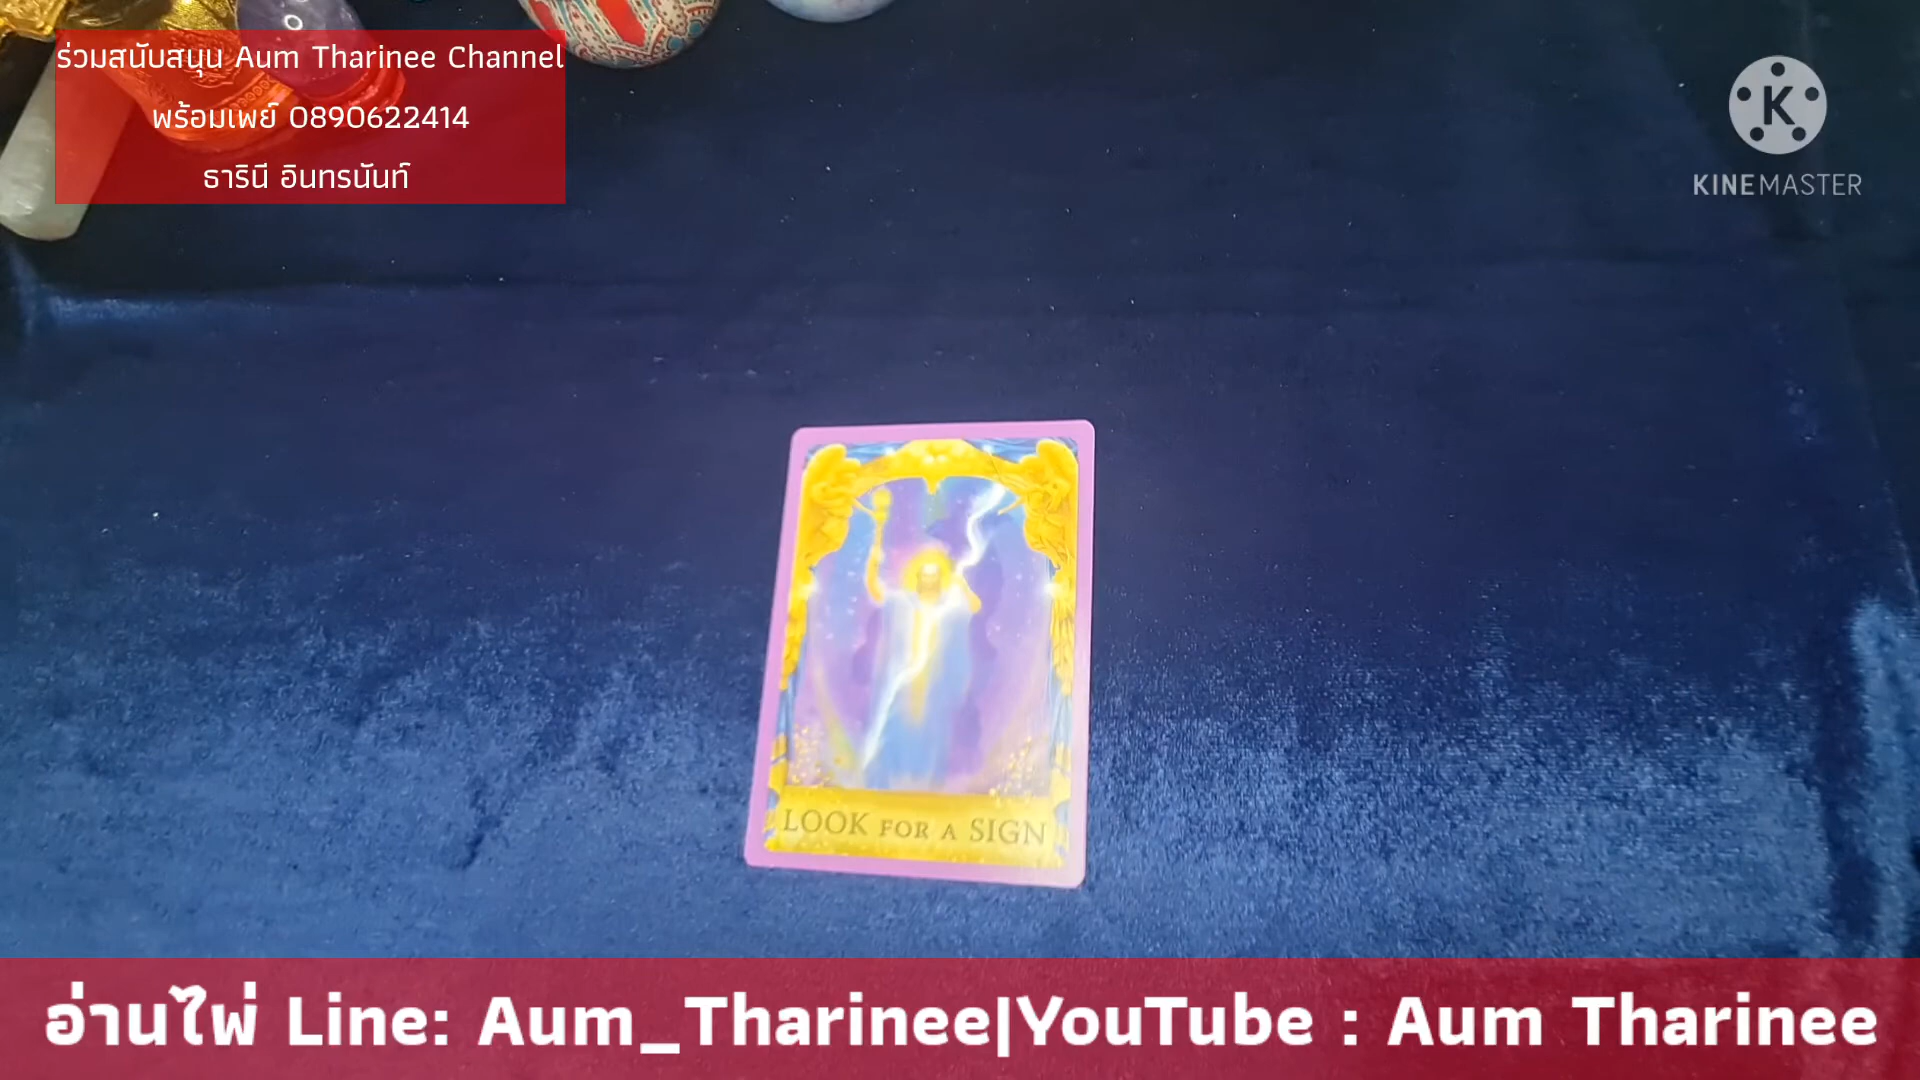 ร่วมสนับสนุน Aum Tharinee Channel
พร้อมเพย์ 0890622414
ธารินี อินทรนันท์
K
KINEMASTER
LOOK FOR A SIGN
อ่านไพ่ Line: Aum_Tharinee|YouTube : Aum Tharinee